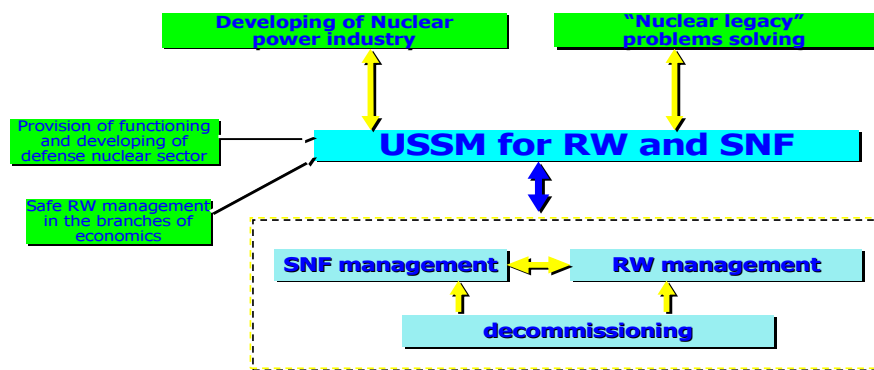 Developing of Nuclear
power industry
“Nuclear legacy”
problems solving
Provision of functioning
and developing of
defense nuclear sector
USSM for RW and SNF
Safe RW management
in the branches of
economics
SNF management
RW management
decommissioning